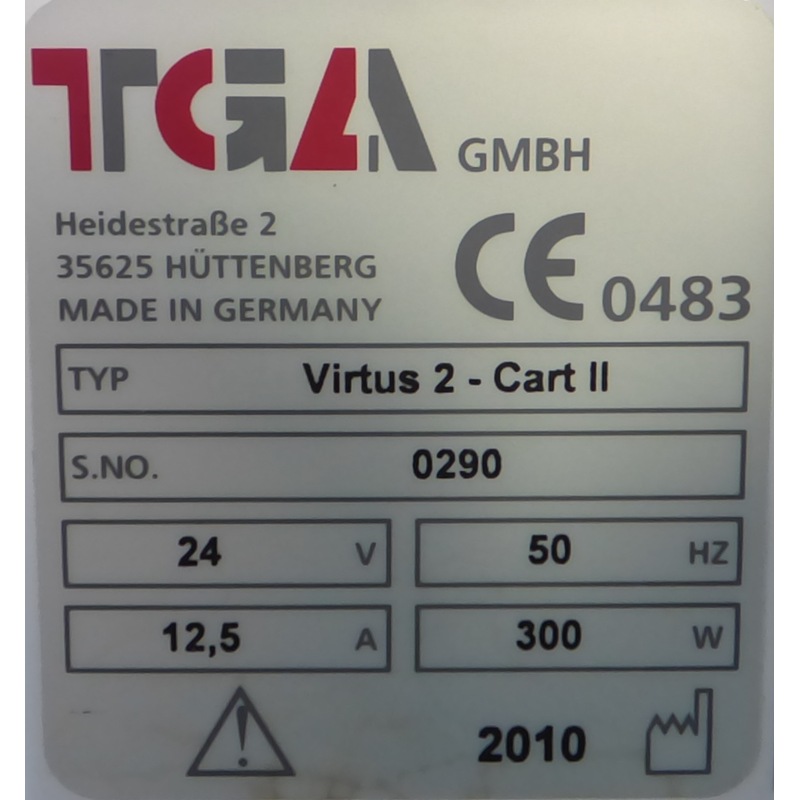 TGA GMBH
Heidestraße 2
35625 HÜTTENBERG
MADE IN GERMANY
CE 0483
TYP Virtus 2 - Cart II
S.NO. 0290
24 V 50 HZ
12,5 A 300 W
2010